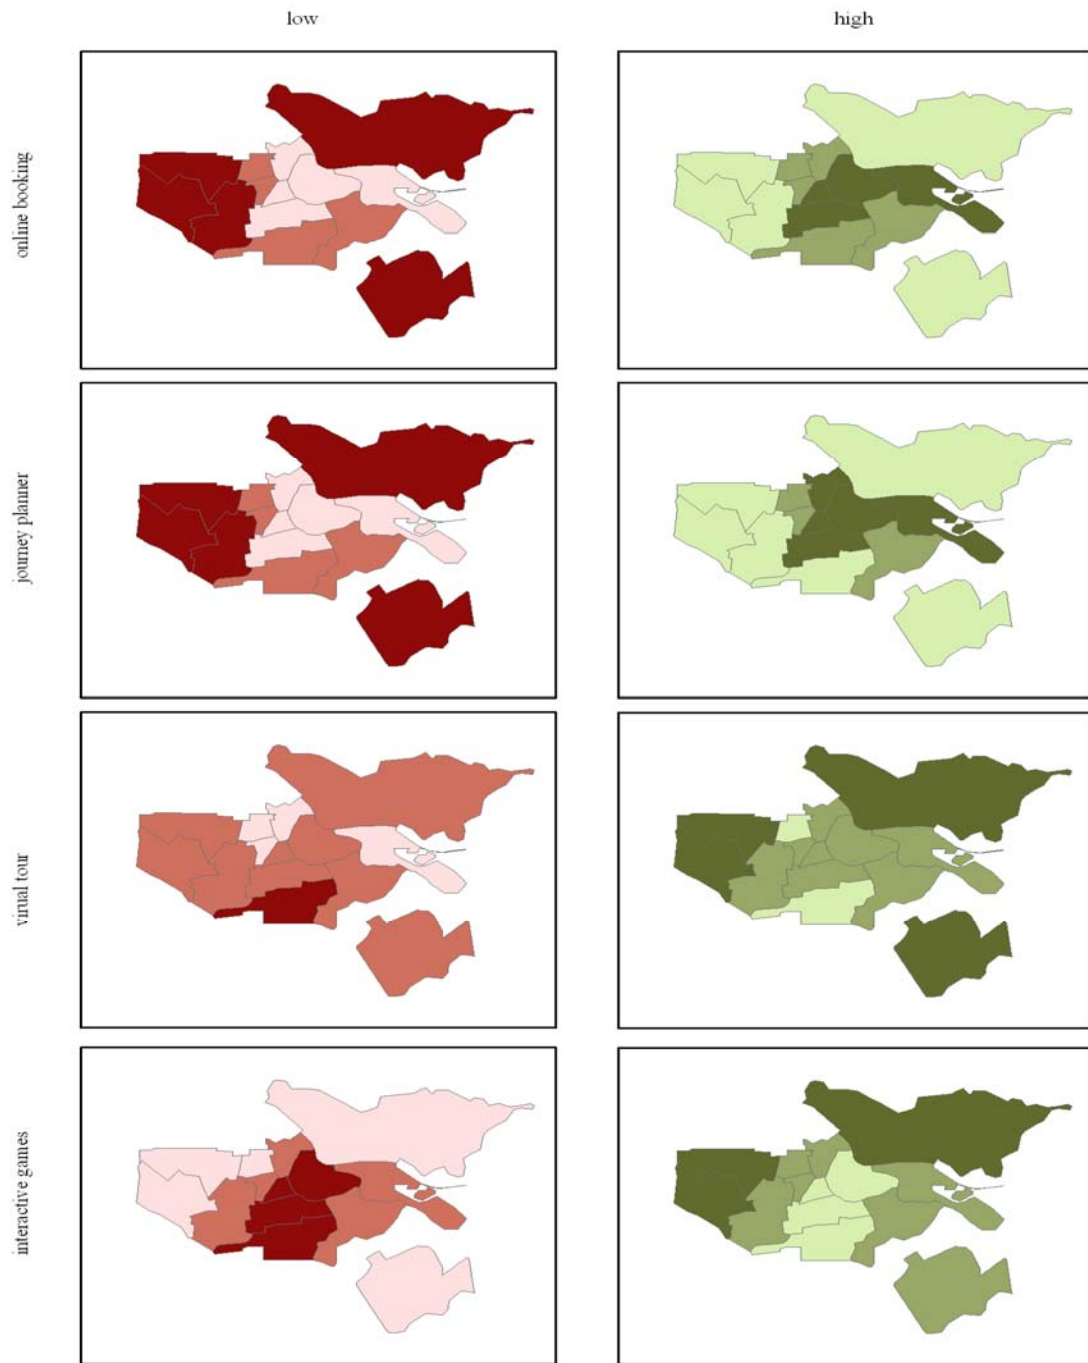 low
high
online booking
journey planner
virual tour
interactive games